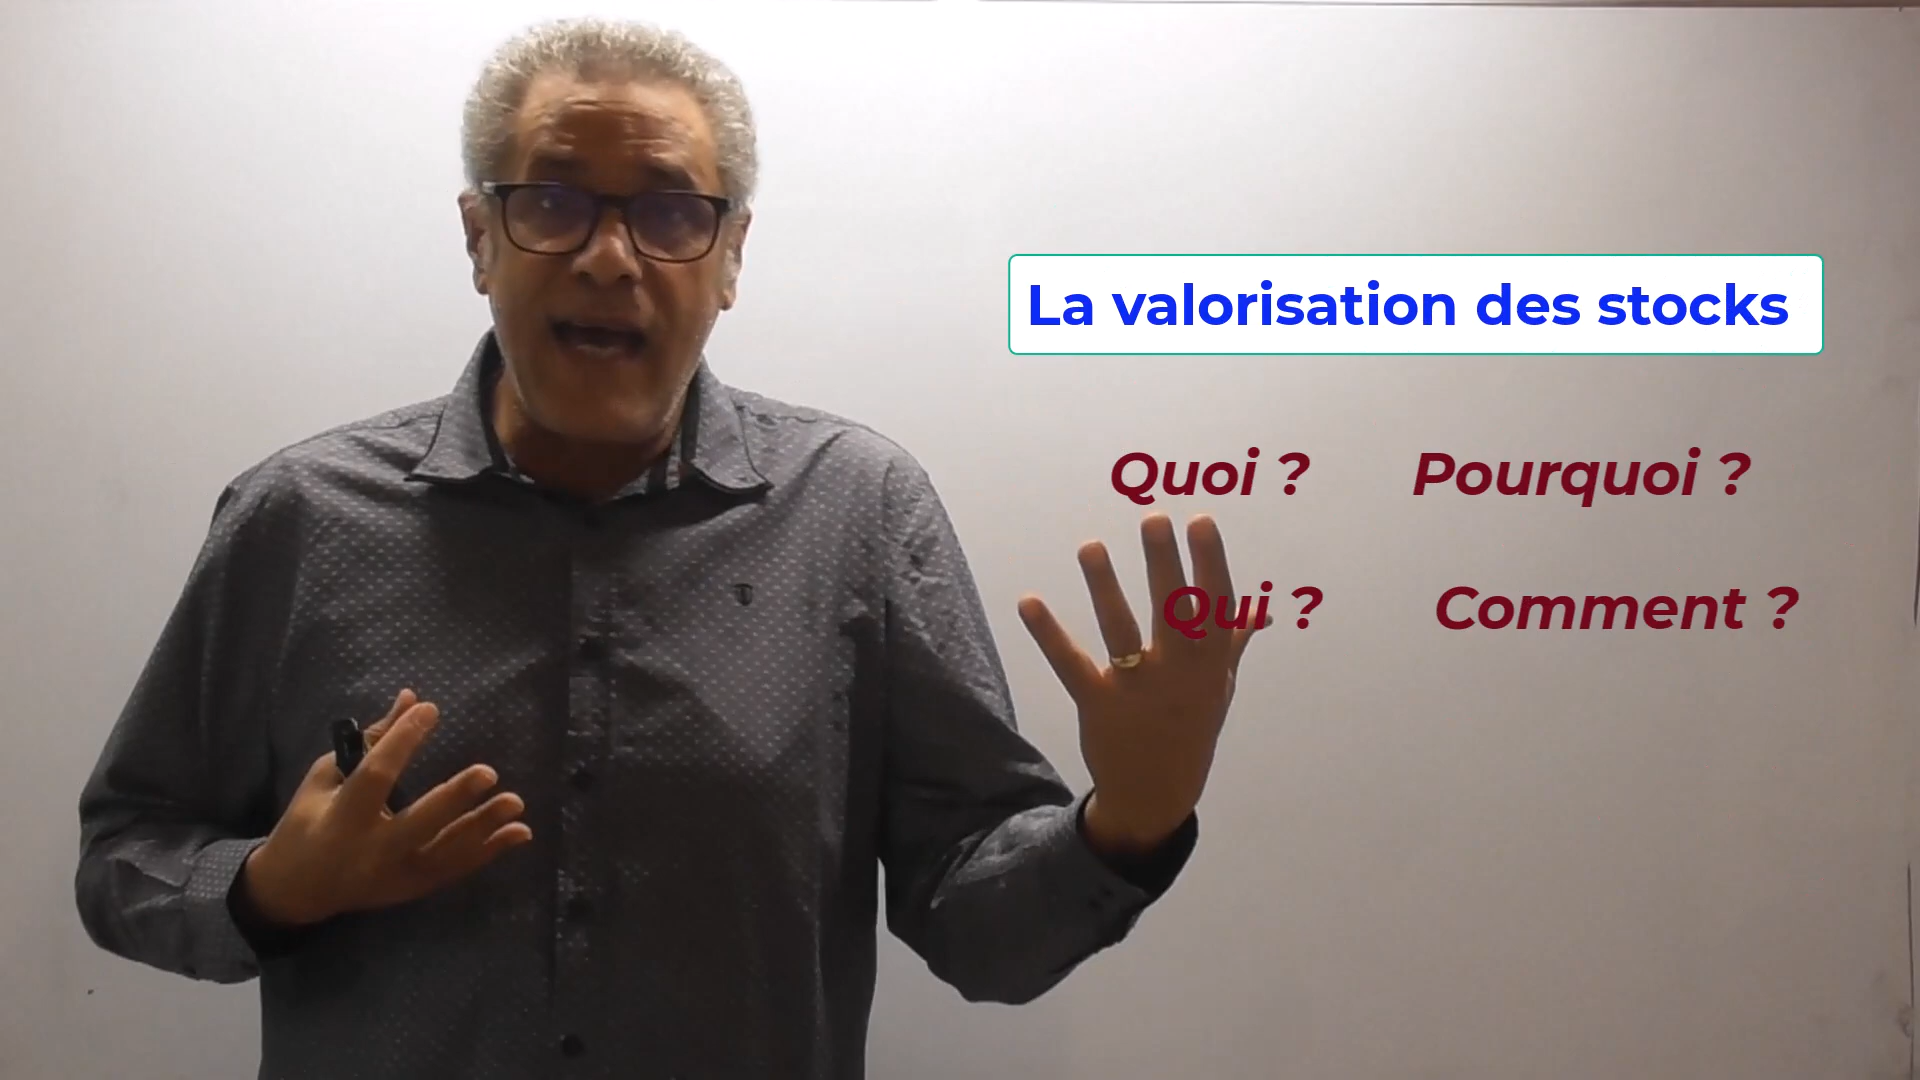 La valorisation des stocks
Quoi ? Pourquoi ?
Qui ? Comment ?